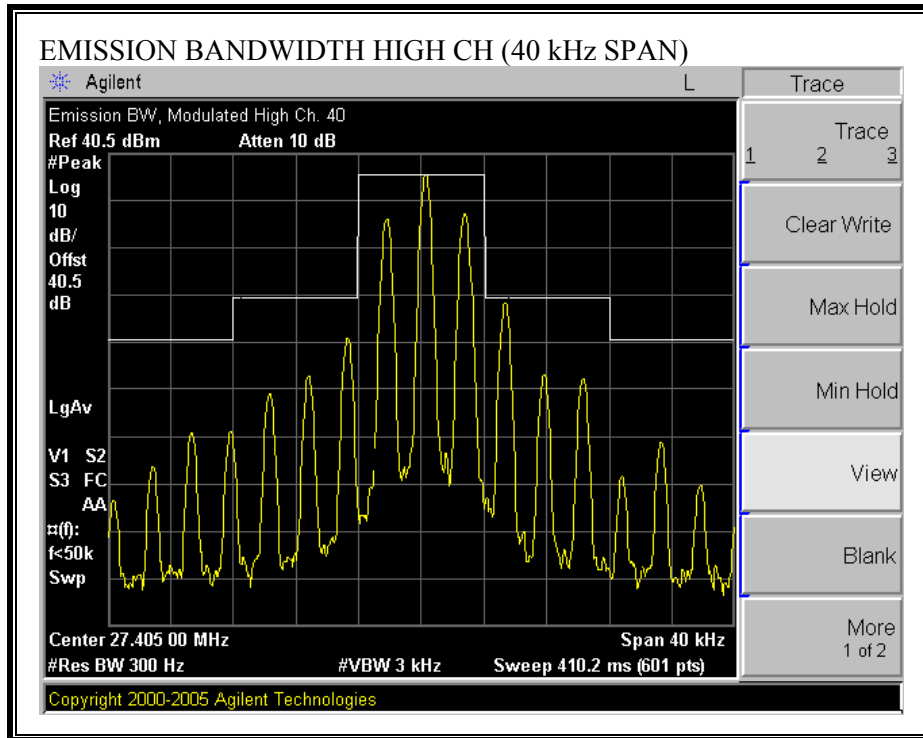 EMISSION BANDWIDTH HIGH CH (40 kHz SPAN)
Agilent L
Emission BW, Modulated High Ch. 40
Ref 40.5 dBm Atten 10 dB
#Peak
Log
10
dB/
Offst
40.5
dB
LgAv
V1 S2
S3 FC
AA
¤(f):
f<50k
Swp
Center 27.405 00 MHz Span 40 kHz
#Res BW 300 Hz #VBW 3 kHz Sweep 410.2 ms (601 pts)
Copyright 2000-2005 Agilent Technologies
Trace
Trace
1 2 3
Clear Write
Max Hold
Min Hold
View
Blank
More
1 of 2